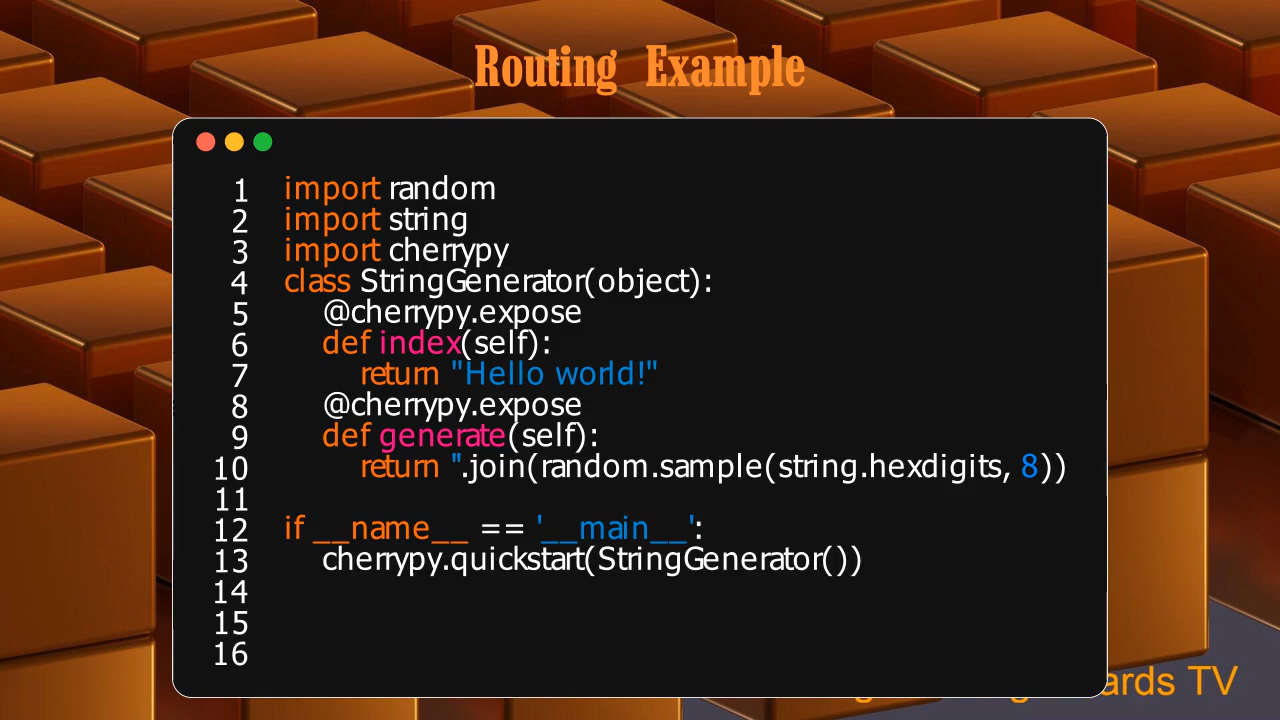 Routing Example
1 import random
2 import string
3 import cherrypy
4 class StringGenerator(object):
5 @cherrypy.expose
6 def index(self):
7 return "Hello world!"
8 @cherrypy.expose
9 def generate(self):
10 return ''.join(random.sample(string.hexdigits, 8))
11
12 if __name__ == '__main__':
13 cherrypy.quickstart(StringGenerator())
14
15
16
TV